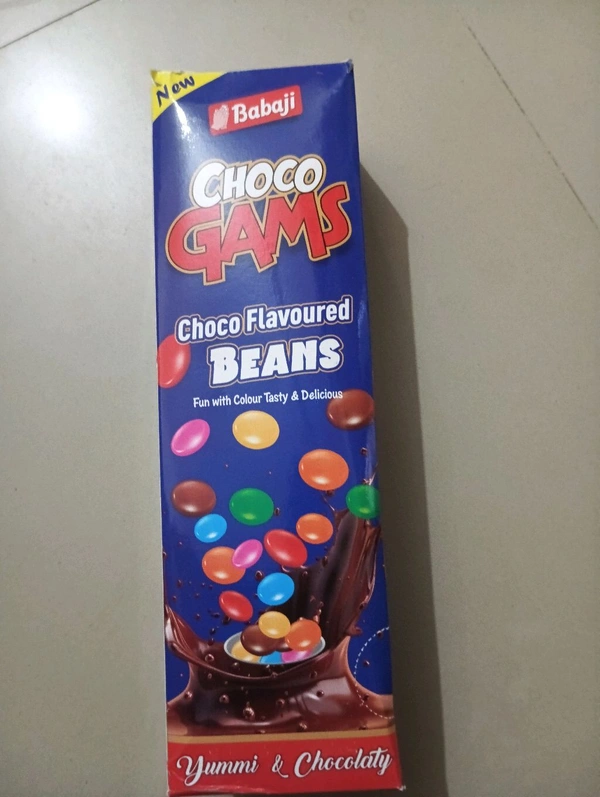 New
Babaji
CHOCO
GAMS
Choco Flavoured
BEANS
Fun with Colour Tasty & Delicious
Yummi & Chocolaty